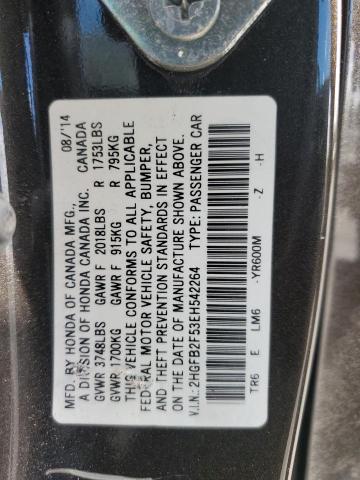 MFD. BY HONDA OF CANADA MFG., 08/'14
A DIVISION OF HONDA CANADA INC. CANADA
GVWR 3748LBS GAWR F 2018LBS R 1753LBS
GVWR 1700KG GAWR F 915KG R 795KG
THIS VEHICLE CONFORMS TO ALL APPLICABLE
FEDERAL MOTOR VEHICLE SAFETY, BUMPER,
AND THEFT PREVENTION STANDARDS IN EFFECT
ON THE DATE OF MANUFACTURE SHOWN ABOVE.
V.I.N.: 2HGFB2F53EH542264 TYPE: PASSENGER CAR
TR6 E LM6 -YR600M -Z -H